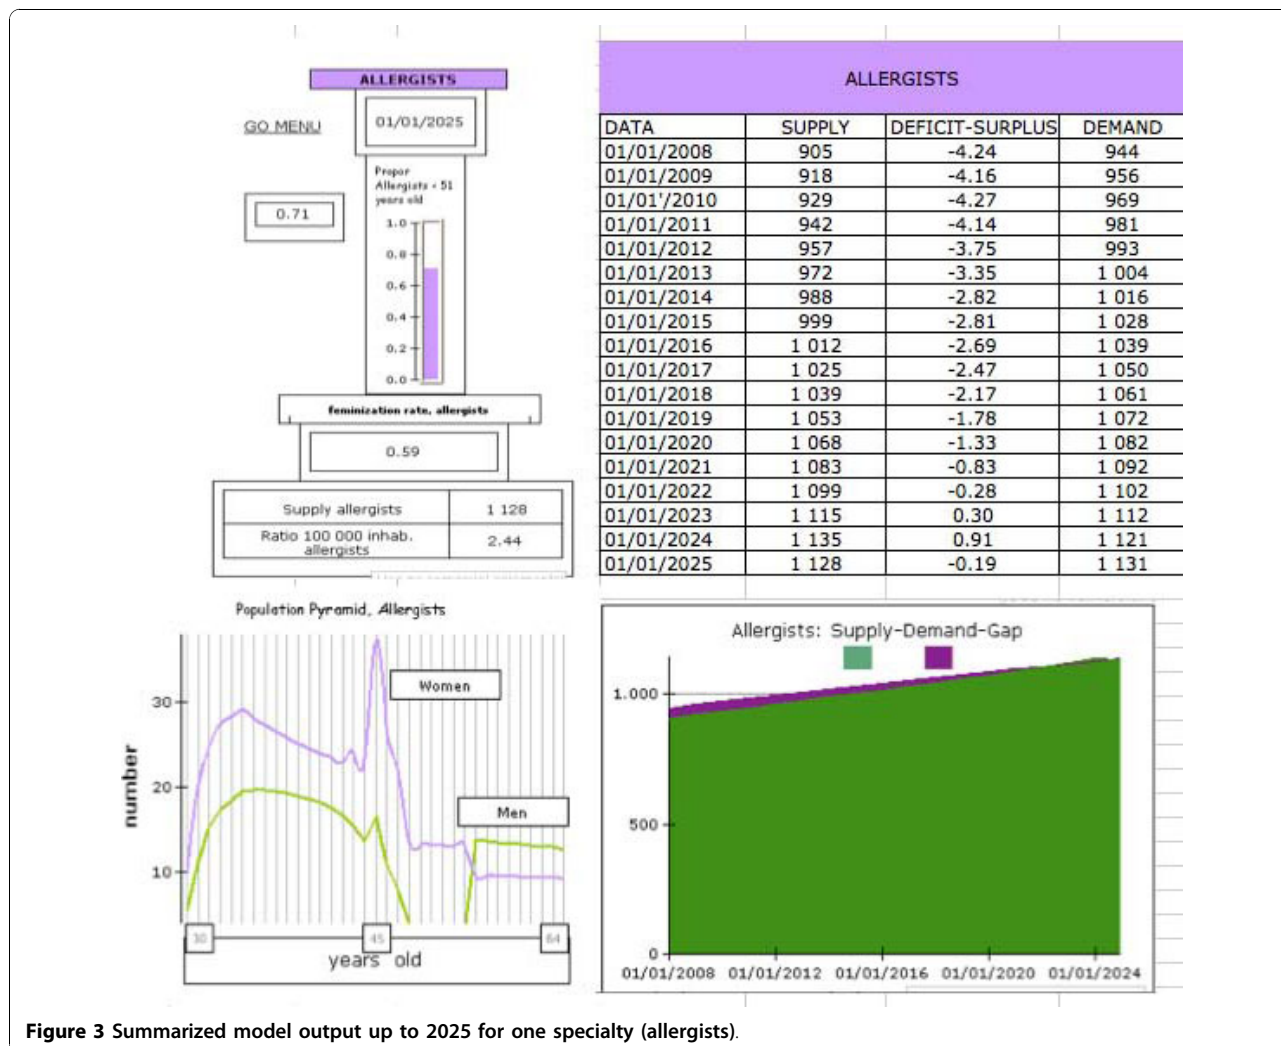 ALLERGISTS
01/01/2025
GO MENU
Propor
Allergists < 51
years old
0.71
1.0
0.8
0.6
0.4
0.2
0.0
feminization rate, allergists
0.59
Supply allergists 1 128
Ratio 100 000 inhab. allergists 2.44
ALLERGISTS
DATA SUPPLY DEFICIT-SURPLUS DEMAND
01/01/2008 905 -4.24 944
01/01/2009 918 -4.16 956
01/01'/2010 929 -4.27 969
01/01/2011 942 -4.14 981
01/01/2012 957 -3.75 993
01/01/2013 972 -3.35 1 004
01/01/2014 988 -2.82 1 016
01/01/2015 999 -2.81 1 028
01/01/2016 1 012 -2.69 1 039
01/01/2017 1 025 -2.47 1 050
01/01/2018 1 039 -2.17 1 061
01/01/2019 1 053 -1.78 1 072
01/01/2020 1 068 -1.33 1 082
01/01/2021 1 083 -0.83 1 092
01/01/2022 1 099 -0.28 1 102
01/01/2023 1 115 0.30 1 112
01/01/2024 1 135 0.91 1 121
01/01/2025 1 128 -0.19 1 131
Population Pyramid, Allergists
Women
Men
number
30
20
10
30 45 64
years old
Allergists: Supply-Demand-Gap
1.000
500
0
01/01/2008 01/01/2012 01/01/2016 01/01/2020 01/01/2024
Figure 3 Summarized model output up to 2025 for one specialty (allergists).